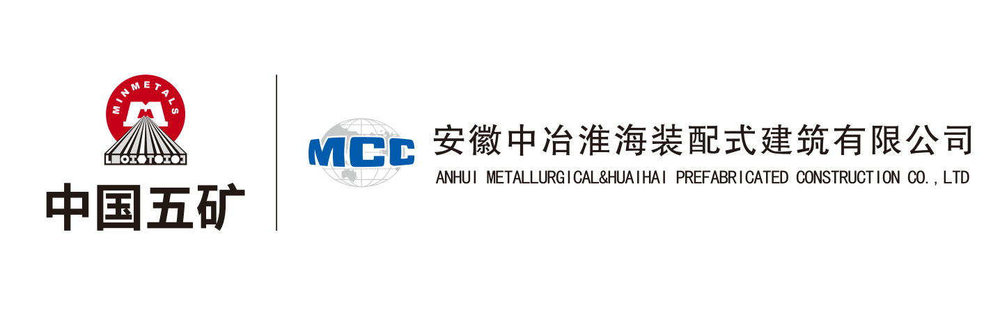 MINMETALS
中国五矿
MCC
安徽中冶淮海装配式建筑有限公司
ANHUI METALLURGICAL&HUAIHAI PREFABRICATED CONSTRUCTION CO.,LTD